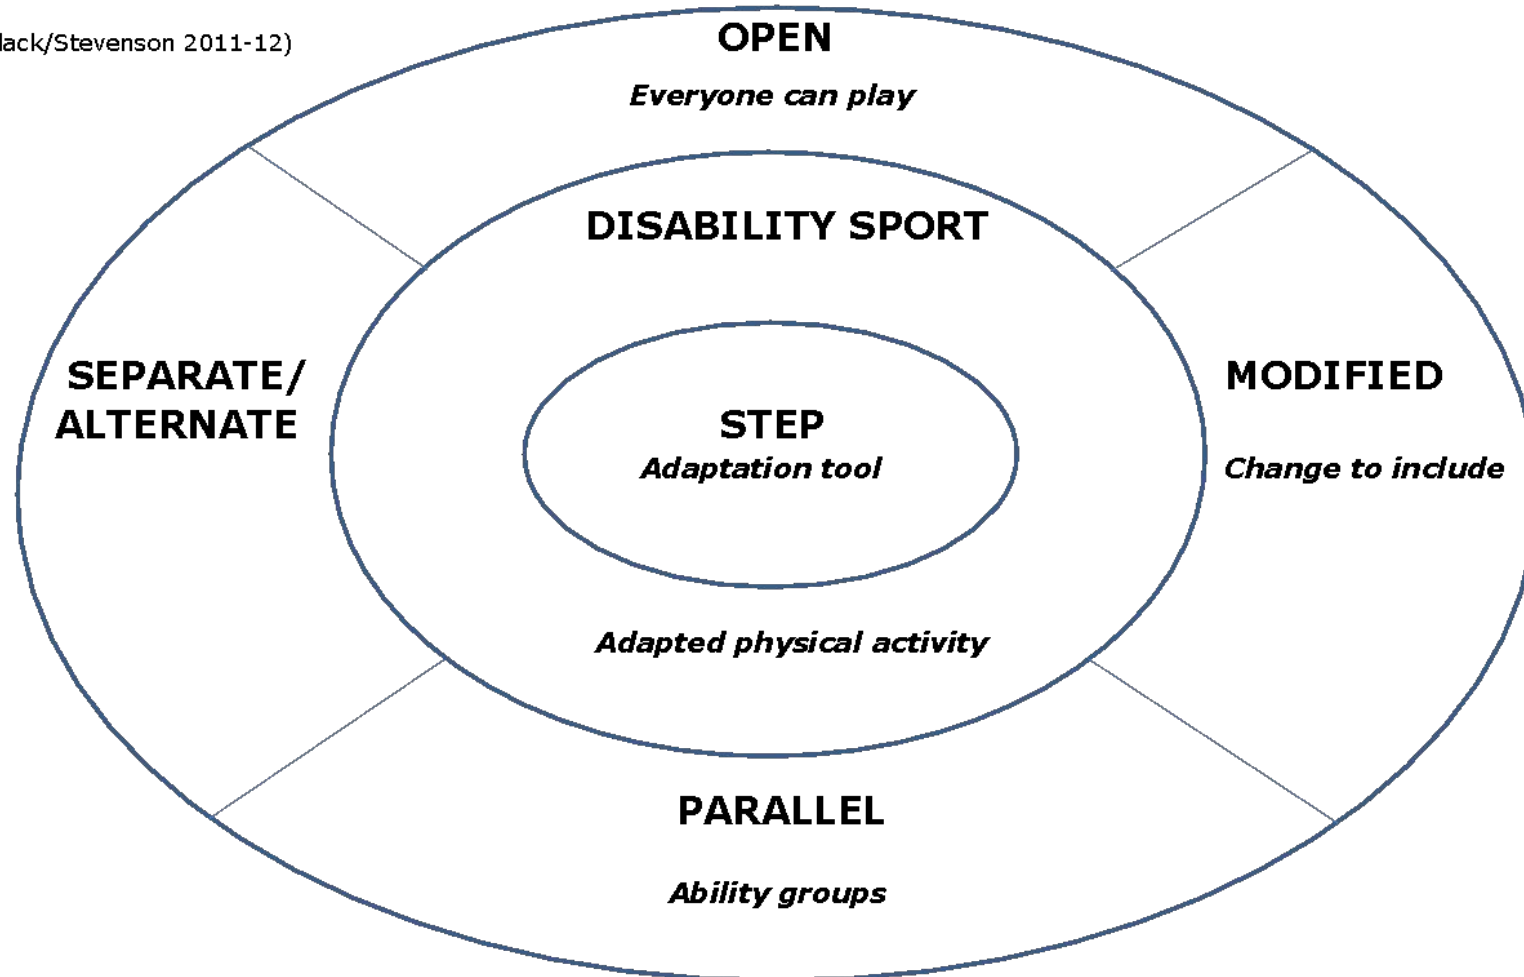 /Stevenson 2011-12)
OPEN
Everyone can play
DISABILITY SPORT
SEPARATE/
ALTERNATE
STEP
Adaptation tool
MODIFIED
Change to include
Adapted physical activity
PARALLEL
Ability groups